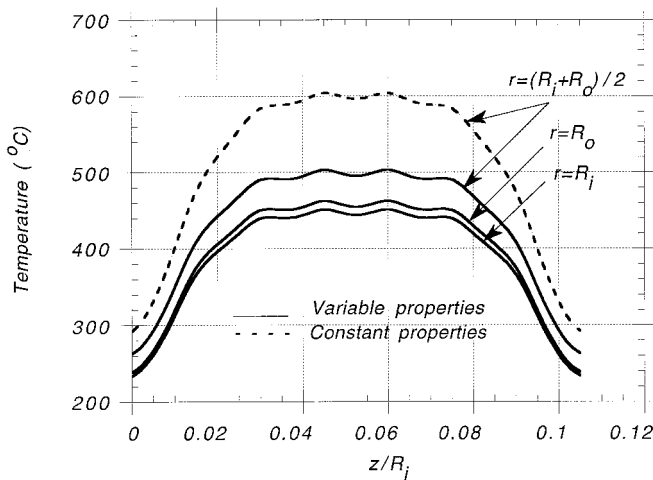 700
600
500
400
300
200
Temperature ( °C)
r=(Ri+Ro)/2
r=Ro
r=Ri
Variable properties
Constant properties
0 0.02 0.04 0.06 0.08 0.1 0.12
z/Ri